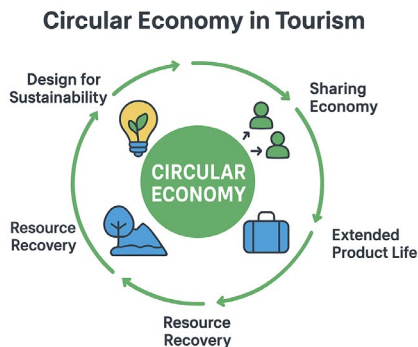 Circular Economy in Tourism
Design for
Sustainability
Sharing
Economy
CIRCULAR
ECONOMY
Resource
Recovery
Extended
Product Life
Resource
Recovery